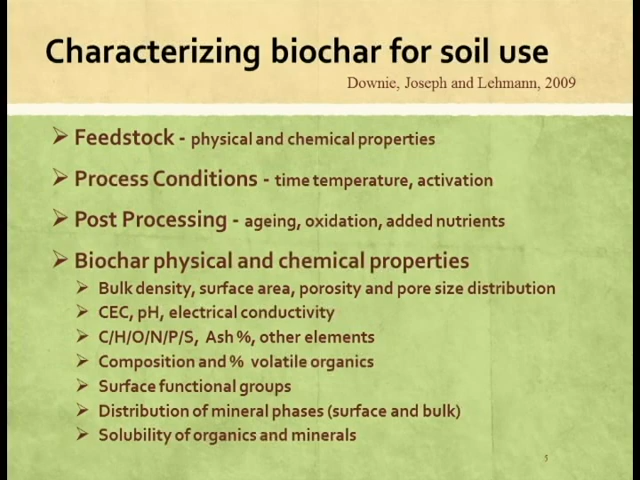 Characterizing biochar for soil use
Downie, Joseph and Lehmann, 2009
➢ Feedstock - physical and chemical properties
➢ Process Conditions - time temperature, activation
➢ Post Processing - ageing, oxidation, added nutrients
➢ Biochar physical and chemical properties
➢ Bulk density, surface area, porosity and pore size distribution
➢ CEC, pH, electrical conductivity
➢ C/H/O/N/P/S, Ash %, other elements
➢ Composition and % volatile organics
➢ Surface functional groups
➢ Distribution of mineral phases (surface and bulk)
➢ Solubility of organics and minerals
5